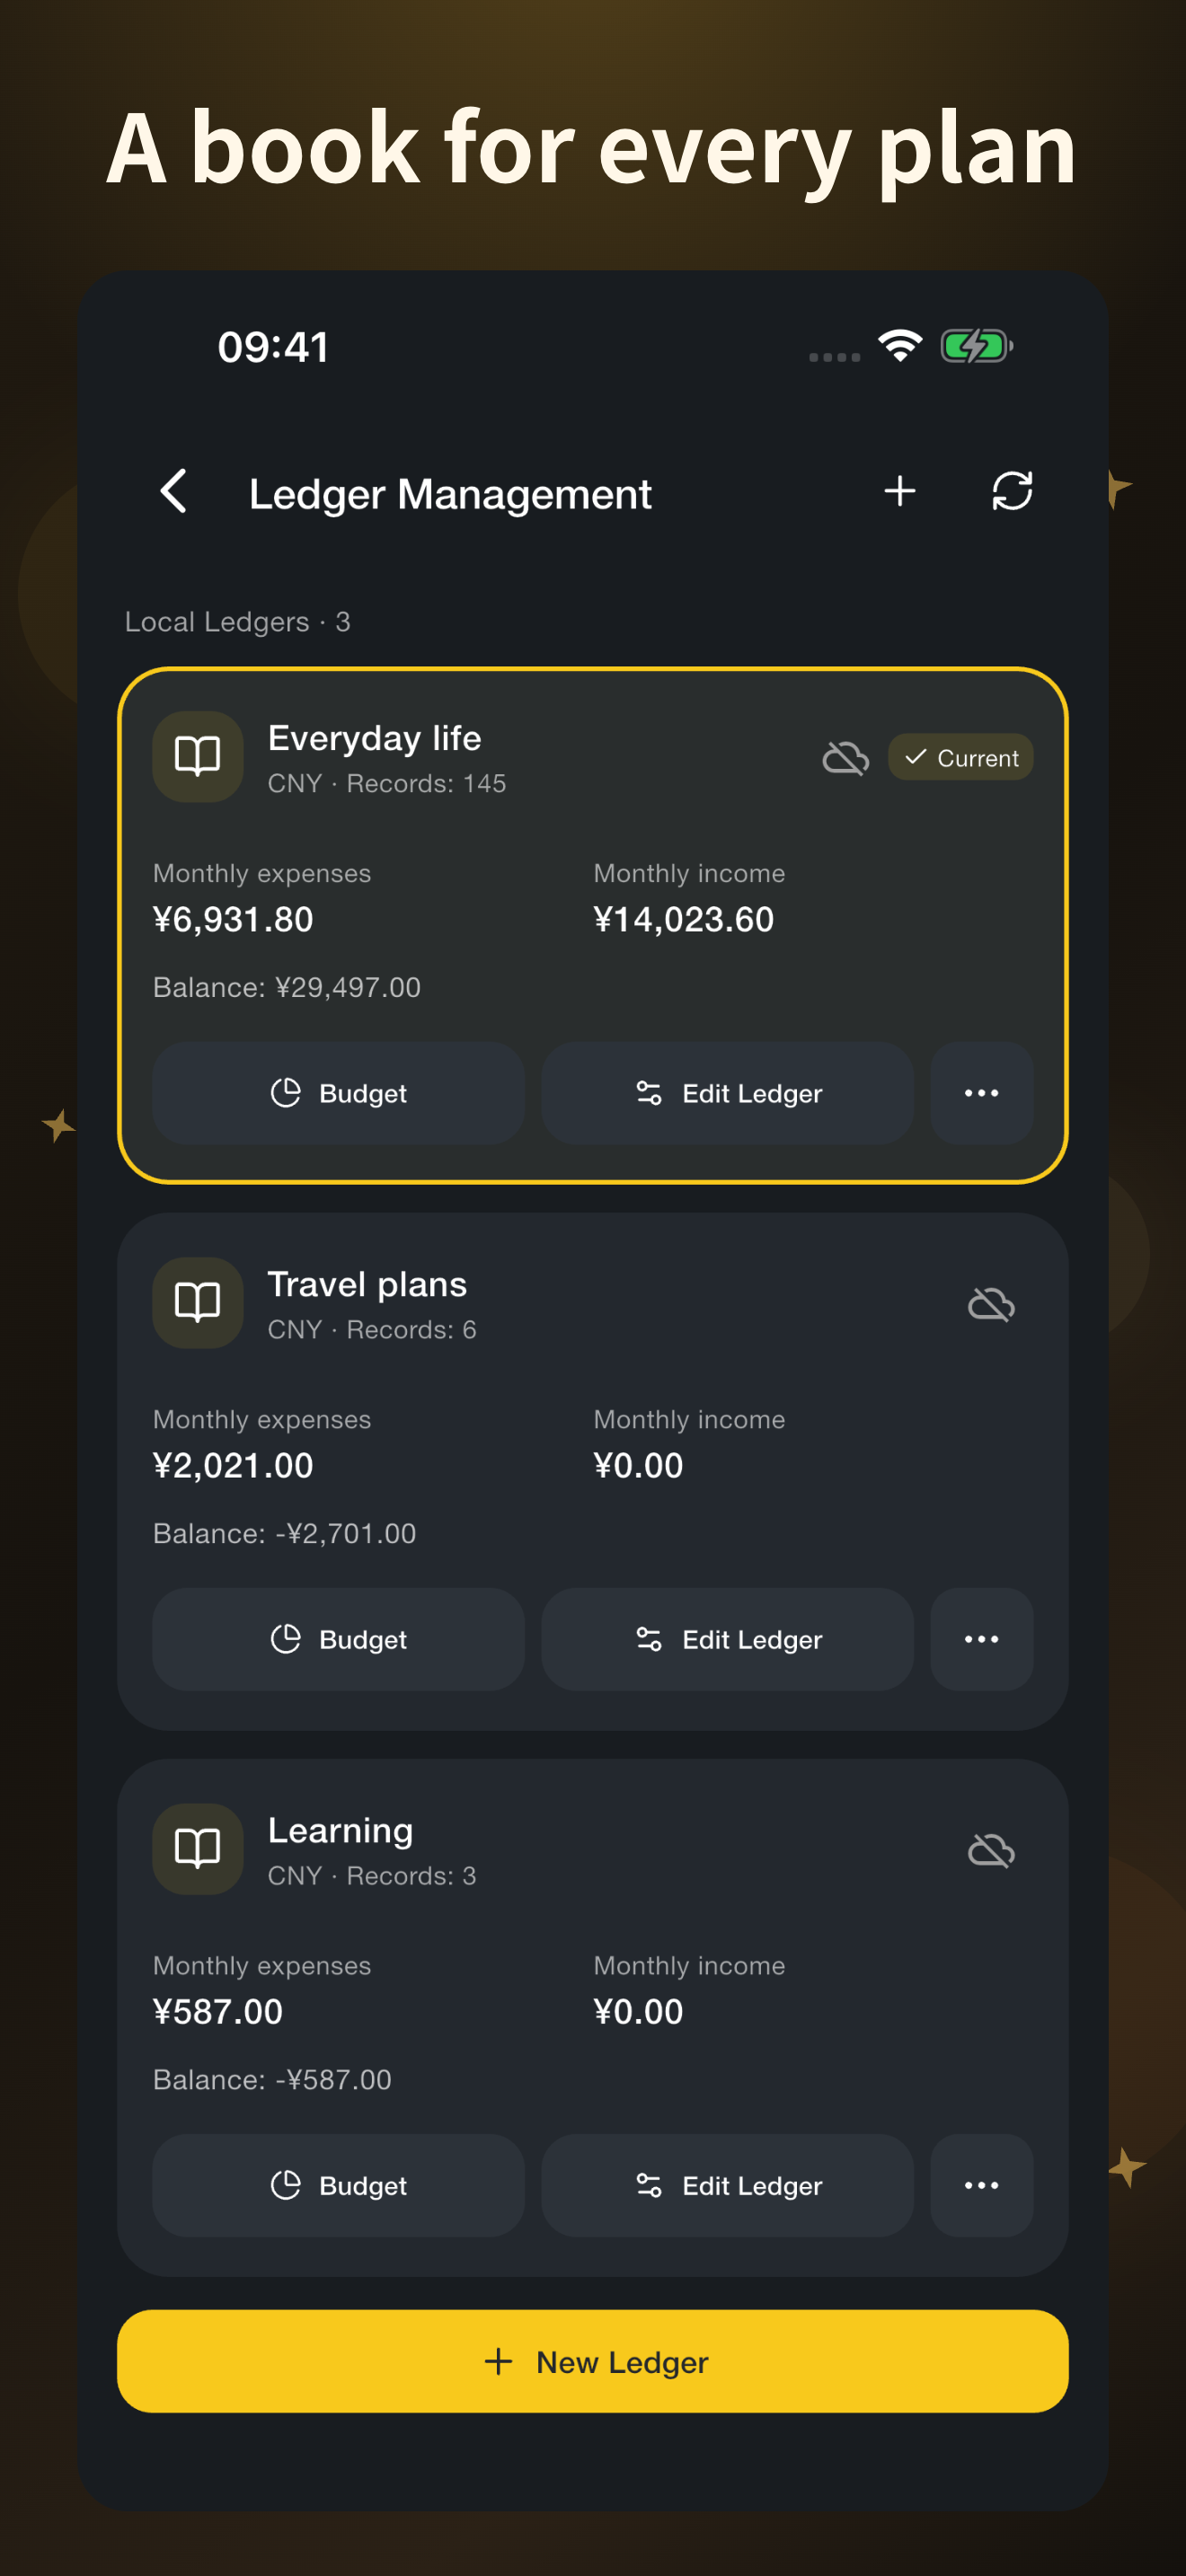 A book for every plan
09:41
Ledger Management
Local Ledgers · 3
Everyday life
CNY · Records: 145
Current
Monthly expenses Monthly income
¥6,931.80 ¥14,023.60
Balance: ¥29,497.00
Budget Edit Ledger
Travel plans
CNY · Records: 6
Monthly expenses Monthly income
¥2,021.00 ¥0.00
Balance: -¥2,701.00
Budget Edit Ledger
Learning
CNY · Records: 3
Monthly expenses Monthly income
¥587.00 ¥0.00
Balance: -¥587.00
Budget Edit Ledger
New Ledger